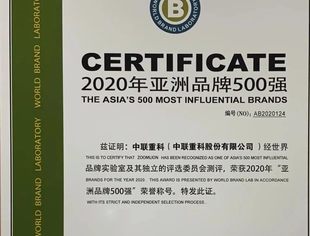 WORLD BRAND LABORATORY
B
WORLD BRAND LABORATORY WORLD BRAND
CERTIFICATE
2020年亚洲品牌500强
THE ASIA'S 500 MOST INFLUENTIAL BRANDS
编号(NO): AB2020124
兹证明：中联重科（中联重科股份有限公司）经世界
THIS IS TO CERTIFY THAT ZOOMLION HAS BEEN RECOGNIZED AS ONE OF ASIA'S 500 MOST INFLUENTIAL
品牌实验室及其独立的评选委员会测评，荣获2020年“亚
BRANDS FOR THE YEAR 2020. THIS AWARD IS PRESENTED BY WORLD BRAND LAB IN ACCORDANCE
洲品牌500强”荣誉称号。特发此证。
WITH ITS STRICT AND INDEPENDENT SELECTION PROCESS.